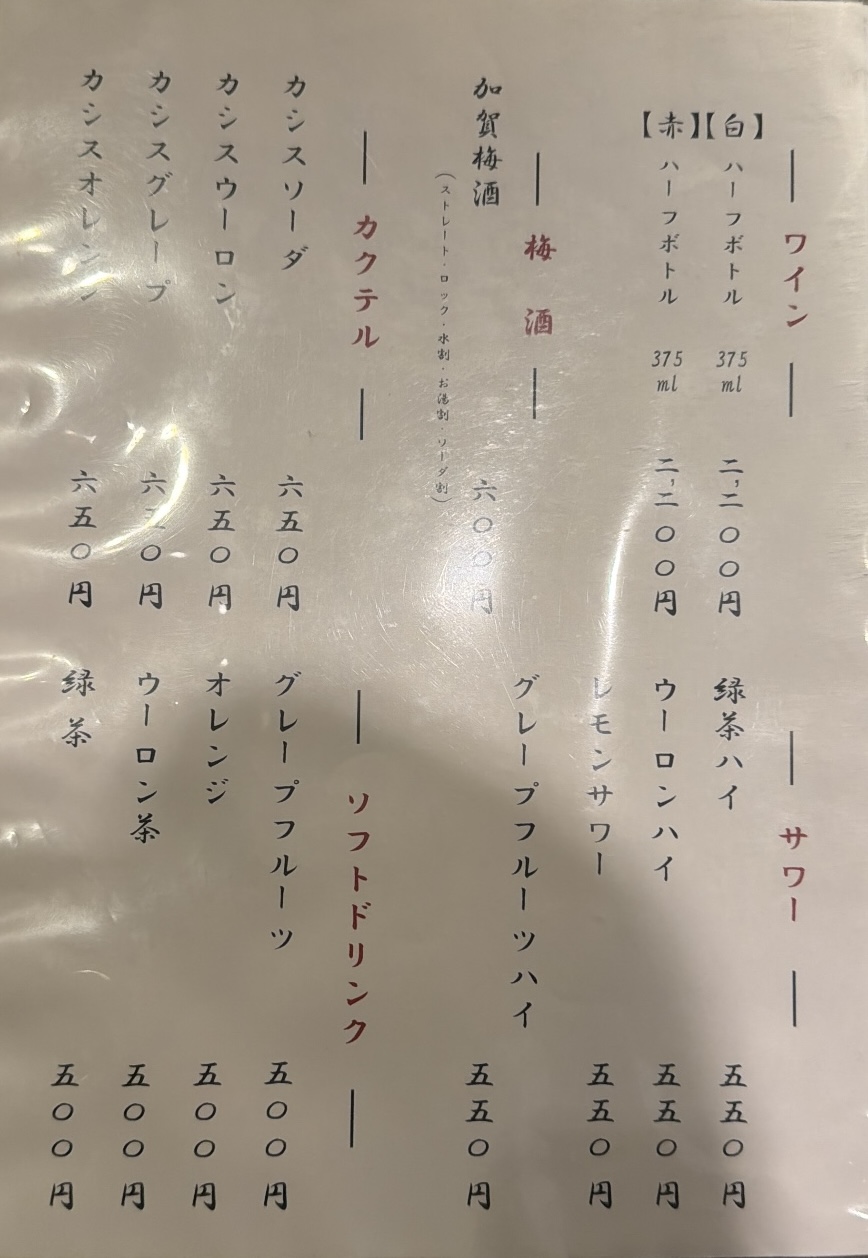 ワイン
【白】ハーフボトル 375ml 二,二〇〇円
【赤】ハーフボトル 375ml 二,二〇〇円
梅酒
加賀梅酒 六〇〇円
(ストレート・ロック・水割・お湯割・ソーダ割)
カクテル
カシスソーダ 六五〇円
カシスウーロン 六五〇円
カシスグレープ 六五〇円
カシスオレンジ 六五〇円
サワー
緑茶ハイ 五五〇円
ウーロンハイ 五五〇円
レモンサワー 五五〇円
グレープフルーツハイ 五五〇円
ソフトドリンク
グレープフルーツ 五〇〇円
オレンジ 五〇〇円
ウーロン茶 五〇〇円
緑茶 五〇〇円